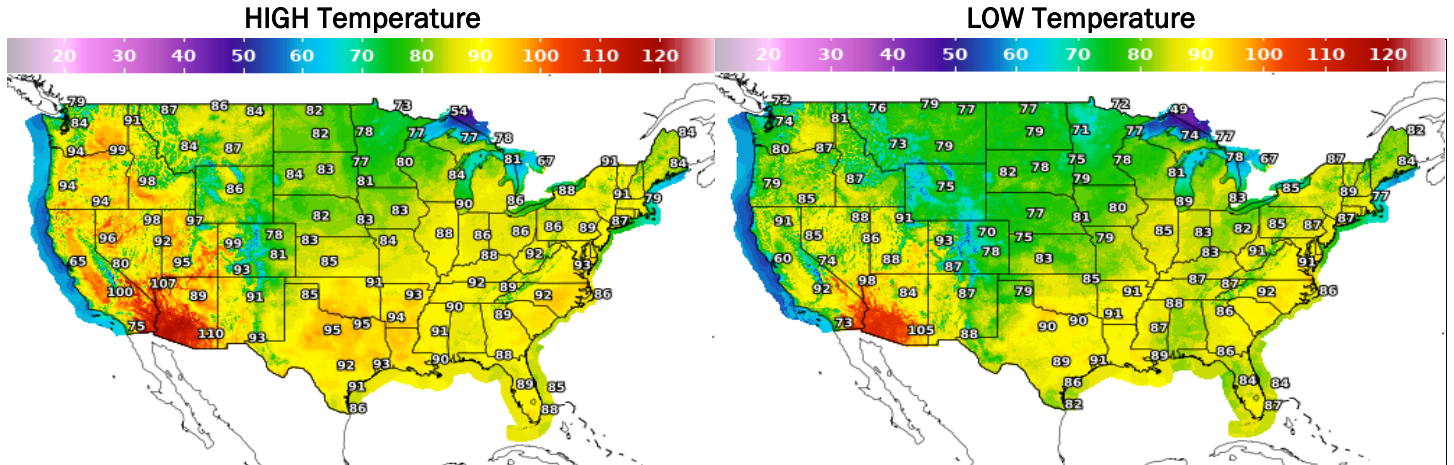 HIGH Temperature LOW Temperature
20 30 40 50 60 70 80 90 100 110 120 20 30 40 50 60 70 80 90 100 110 120
79 87 86 84 82 73 54 72 76 79 77 77 72 49
84 91 82 78 77 77 78 84 74 81 79 71 77 74 77 82
94 99 84 87 77 80 84 81 67 91 84 80 87 73 79 75 78 81 78 67 87 84
94 98 86 84 83 81 88 91 79 79 87 75 82 78 79 85 89 77
94 98 97 82 83 83 90 86 87 85 88 91 77 81 80 89 83 87
96 92 99 78 83 84 88 86 86 86 89 91 85 86 93 70 75 79 85 83 82 85 87
65 80 95 93 81 85 88 92 93 60 74 88 87 78 83 83 91 91
100 107 89 91 85 91 93 92 89 92 86 92 98 84 87 79 85 91 87 87 92 86
75 110 93 95 95 94 91 90 89 88 73 105 88 90 90 91 87 88 86 86
92 93 90 89 85 89 91 89 84 84
91 88 86 87
86 82